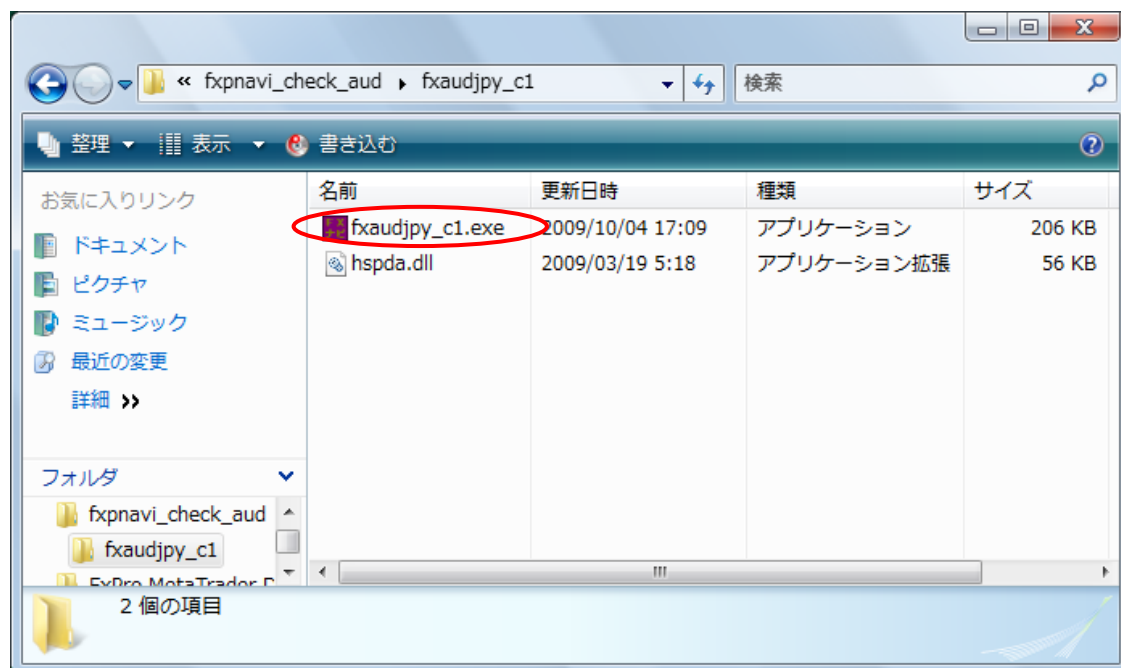 « fxpnavi_check_aud ▸ fxaudjpy_c1
検索
整理 表示 書き込む
お気に入りリンク
ドキュメント
ピクチャ
ミュージック
最近の変更
詳細 »
フォルダ
fxpnavi_check_aud
fxaudjpy_c1
FxPro MetaTrader
名前 更新日時 種類 サイズ
fxaudjpy_c1.exe 2009/10/04 17:09 アプリケーション 206 KB
hspda.dll 2009/03/19 5:18 アプリケーション拡張 56 KB
2 個の項目